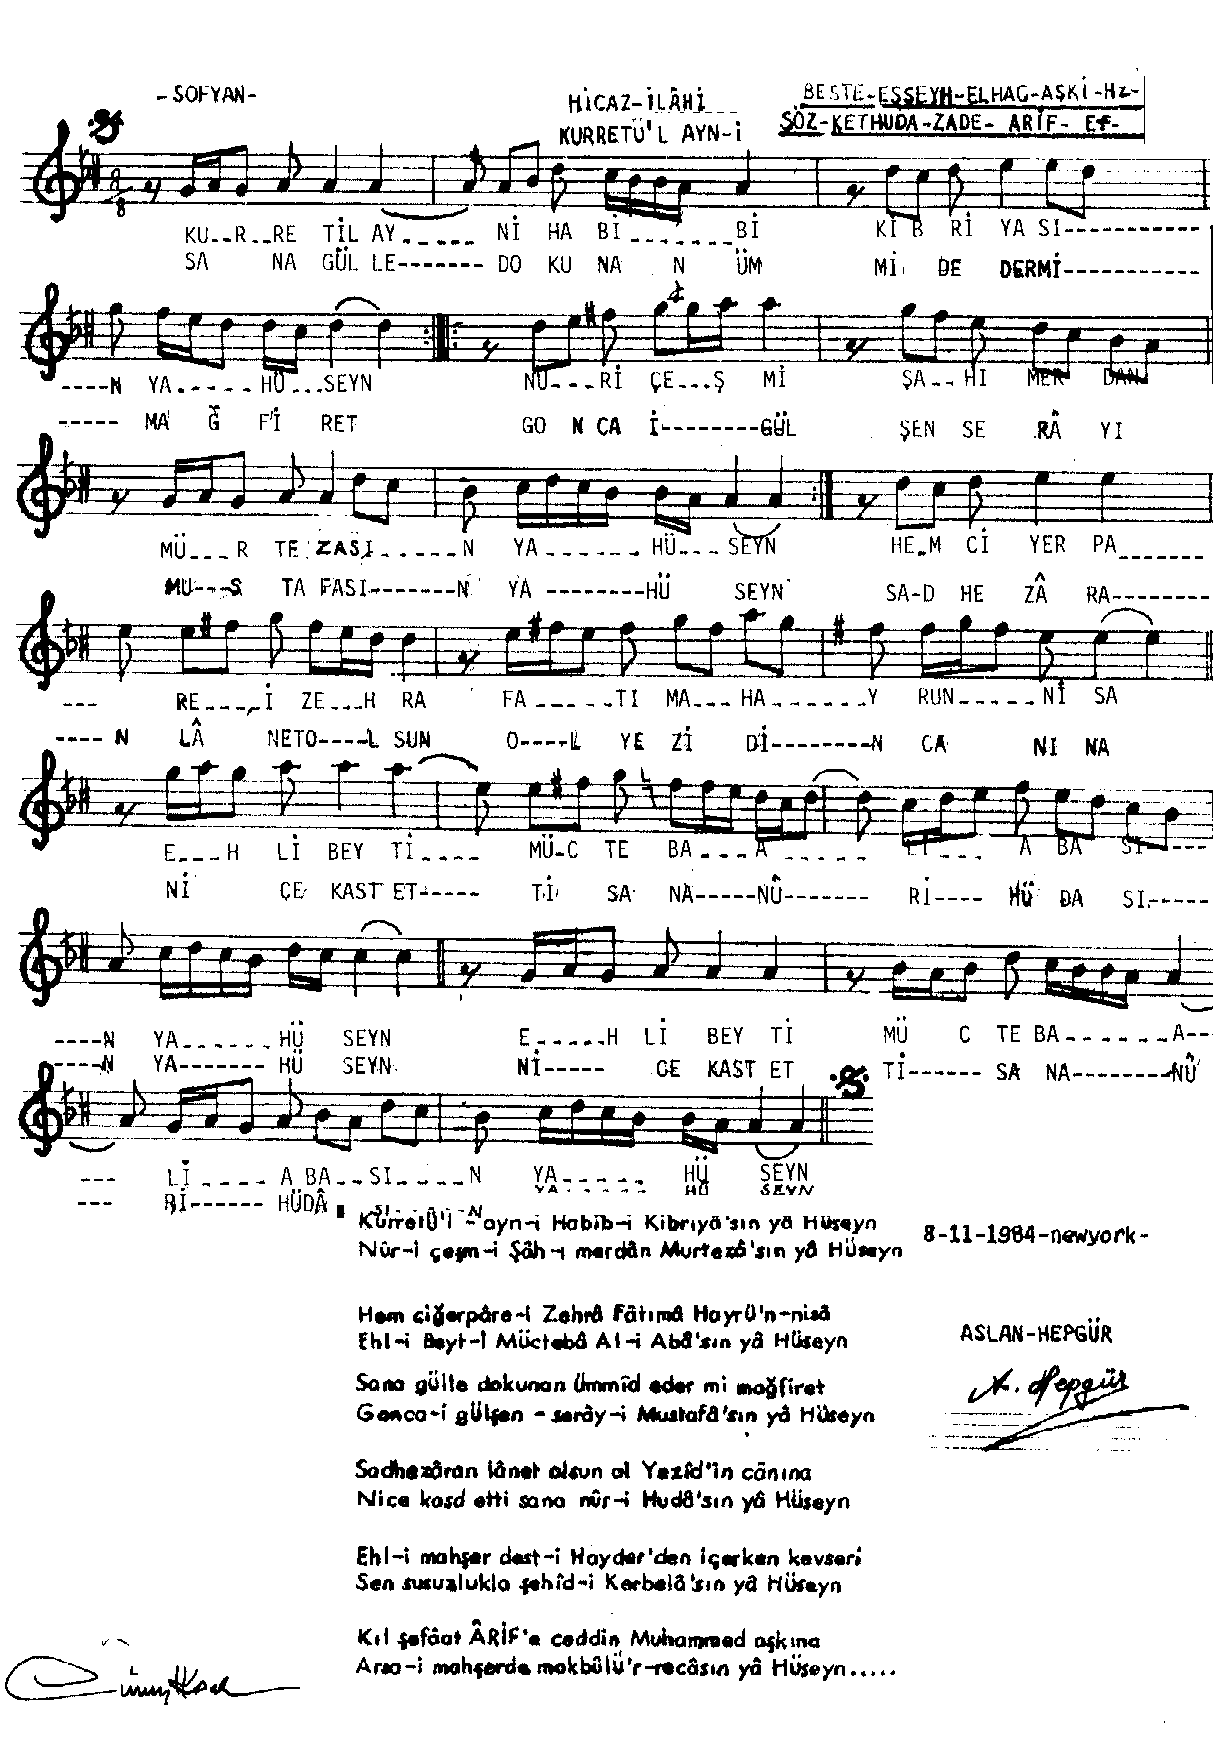 -SOFYAN-
HİCAZ-İLÂHİ
KURRETÜ'L AYN-İ
BESTE-EŞŞEYH-ELHAG-AŞKİ-Hz-
SÖZ-KETHUDA-ZADE- ARİF- Ef-
KU--R--RE TİL AY------ Nİ HA Bİ------- Bİ Kİ B Rİ YA SI-----------
SA NA GÜL LE------- DO KU NA N ÜM Mİ DE DERMİ-----------
----N YA------HÜ---SEYN NU---Rİ ÇE---Ş Mİ ŞA--HI MER DAN
----- MA Ğ Fİ RET GO N CA İ--------GÜL ŞEN SE RÂ Yİ
MÜ---R TE ZASI------N YA-------HÜ---SEYN HE-M Cİ YER PA-------
MU---S TA FASI--------N YA --------HÜ SEYN SA-D HE ZÂ RA--------
--- RE----İ ZE---H RA FA------Tİ MA---HA-------Y RUN-----Nİ SA
---- N LÂ NETO----L SUN O----L YE Zİ Dİ--------N CA NI NA
E---H Lİ BEY Tİ---- MÜ-C TE BA---A ------ Lİ--- A BA SI----
Nİ ÇE KAST ET----- Tİ SA NA----NÛ----- Rİ---- HÜ DA SI-----
----N YA------HÜ SEYN E-----H Lİ BEY Tİ MÜ C TE BA------A--
----N YA-------HÜ SEYN Nİ----- ÇE KAST ET Tİ------ SA NA--------NÛ
--- Lİ ----- A BA--SI-----N YA----- HÜ SEYN
--- Rİ------ HÜDÂ SI------N YA------ HÜ SEYN
Kurretü'l -ayn-i Habîb-i Kibriyâ'sın yâ Hüseyn
Nûr-i çeşm-i Şâh-ı merdân Murtezâ'sın yâ Hüseyn
8-11-1984-newyork-
Hem ciğerpâre-i Zehrâ Fâtımâ Hayrü'n-nisâ
Ehl-i Beyt-i Müctebâ Al-i Abâ'sın yâ Hüseyn
ASLAN-HEPGÜR
A. Hepgür
Sana gülle dokunan ümmîd eder mi mağfiret
Gonca-i gülşen - serây-i Mustafâ'sın yâ Hüseyn
Sadhezâran lânet olsun ol Yezîd'in cânına
Nice kasd etti sana nûr-i Hudâ'sın yâ Hüseyn
Ehl-i mahşer dest-i Hayder'den içerken kevseri
Sen susuzlukla şehîd-i Kerbelâ'sın yâ Hüseyn
Kıl şefâat ÂRİF'e ceddin Muhammed aşkına
Arsa-i mahşerde makbûlü'r-recâsın yâ Hüseyn.....